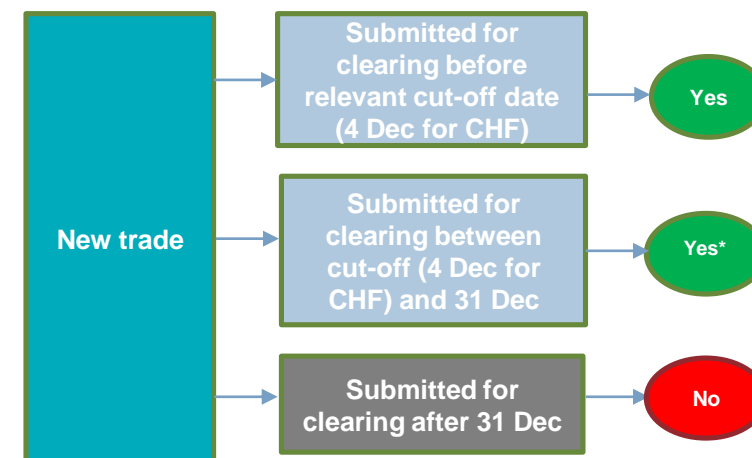 Submitted for
clearing before
relevant cut-off date
(4 Dec for CHF)
Yes
New trade
Submitted for
clearing between
cut-off (4 Dec for
CHF) and 31 Dec
Yes*
Submitted for
clearing after 31 Dec
No